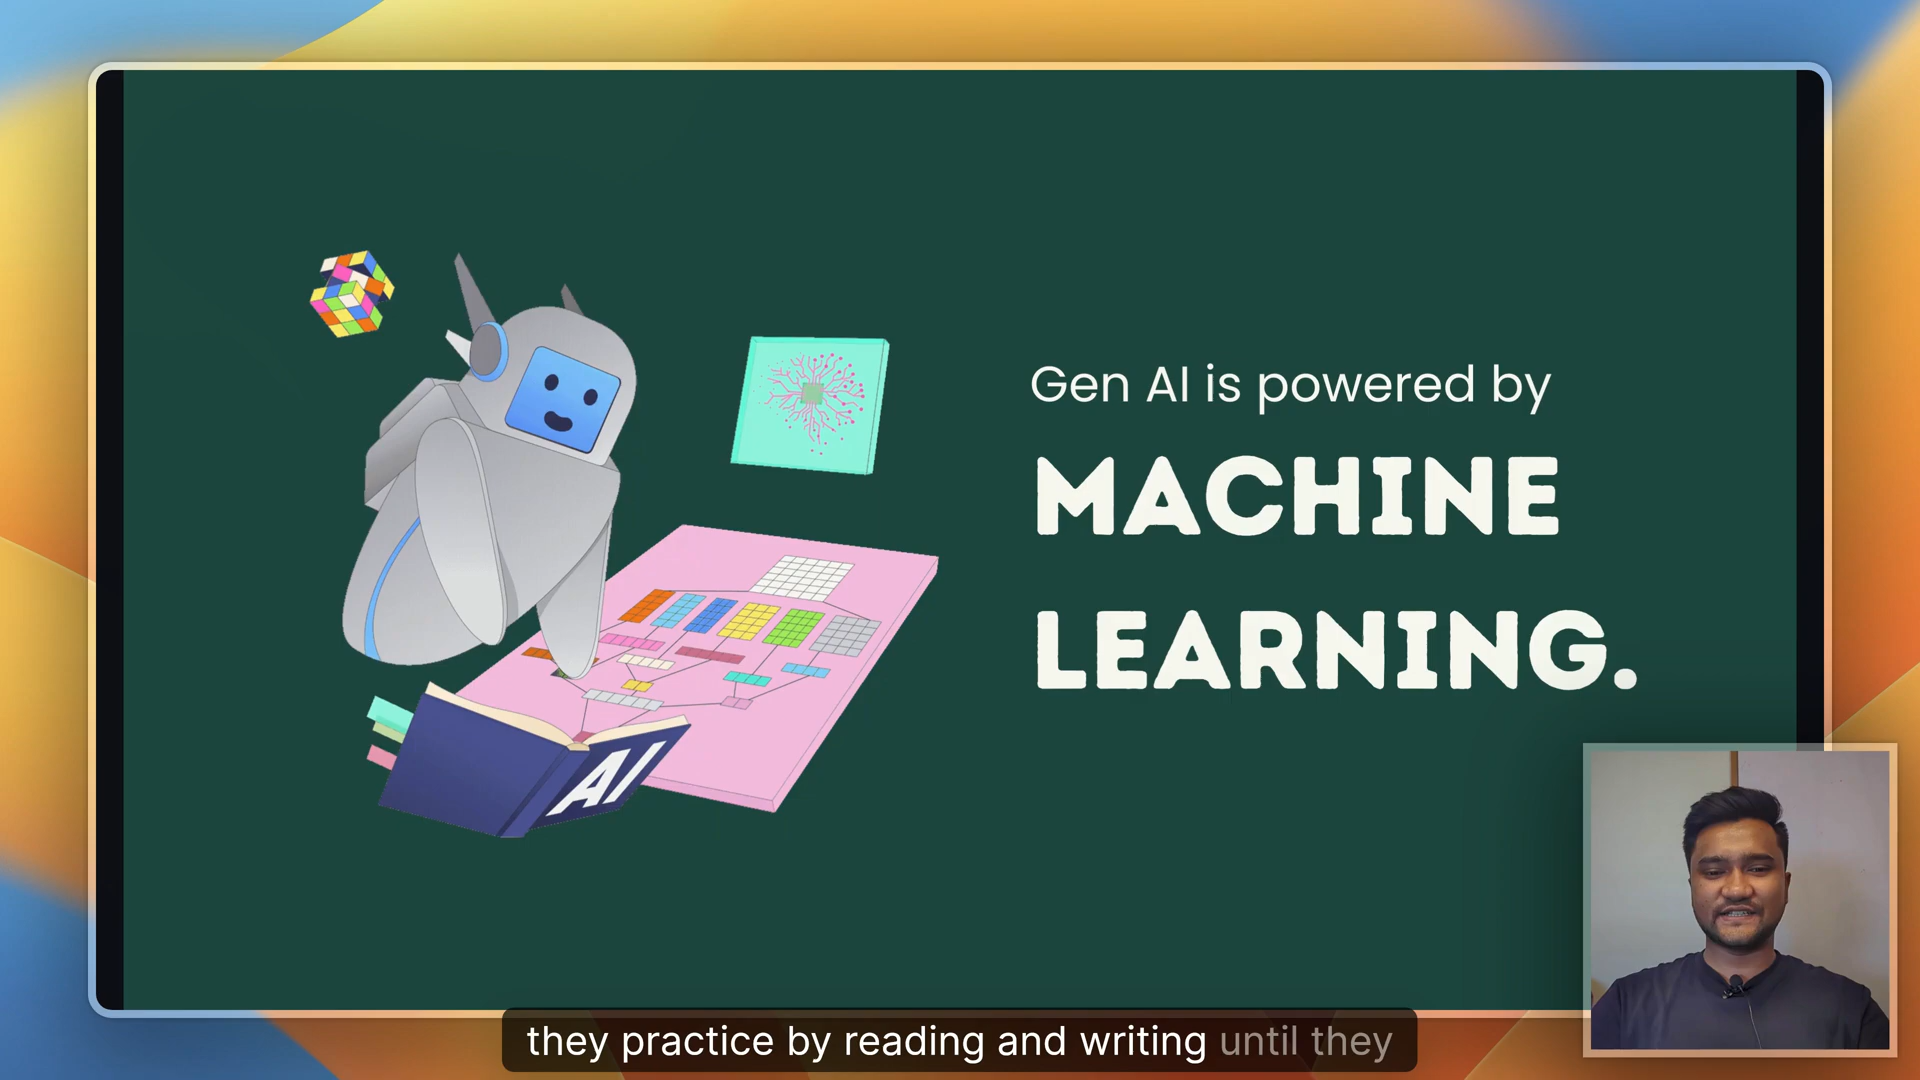 Gen AI is powered by
MACHINE
LEARNING.
AI
they practice by reading and writing until they